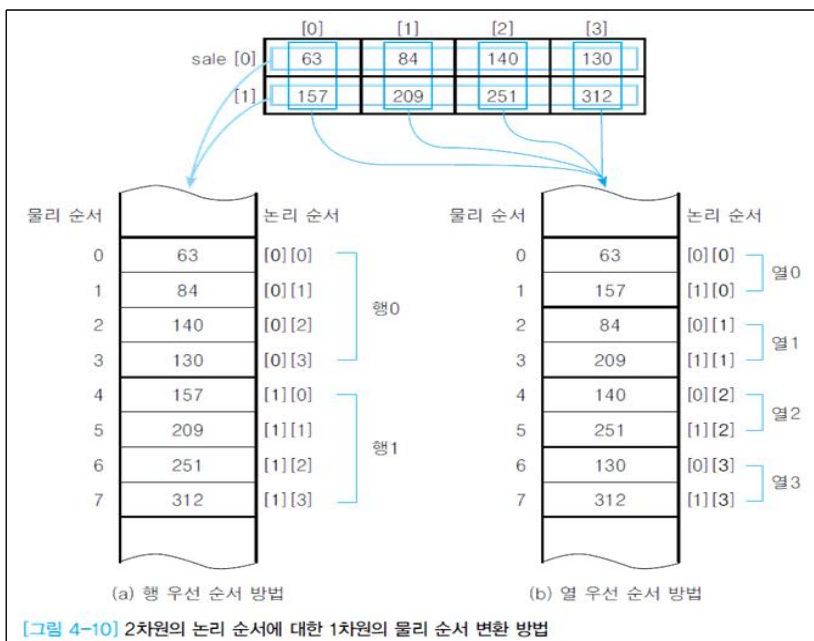 [0] [1] [2] [3]
sale [0] 63 84 140 130
[1] 157 209 251 312
물리 순서 논리 순서
0 63 [0][0]
1 84 [0][1]
2 140 [0][2]
3 130 [0][3]
행0
4 157 [1][0]
5 209 [1][1]
6 251 [1][2]
7 312 [1][3]
행1
(a) 행 우선 순서 방법
물리 순서 논리 순서
0 63 [0][0]
1 157 [1][0]
열0
2 84 [0][1]
3 209 [1][1]
열1
4 140 [0][2]
5 251 [1][2]
열2
6 130 [0][3]
7 312 [1][3]
열3
(b) 열 우선 순서 방법
[그림 4-10] 2차원의 논리 순서에 대한 1차원의 물리 순서 변환 방법